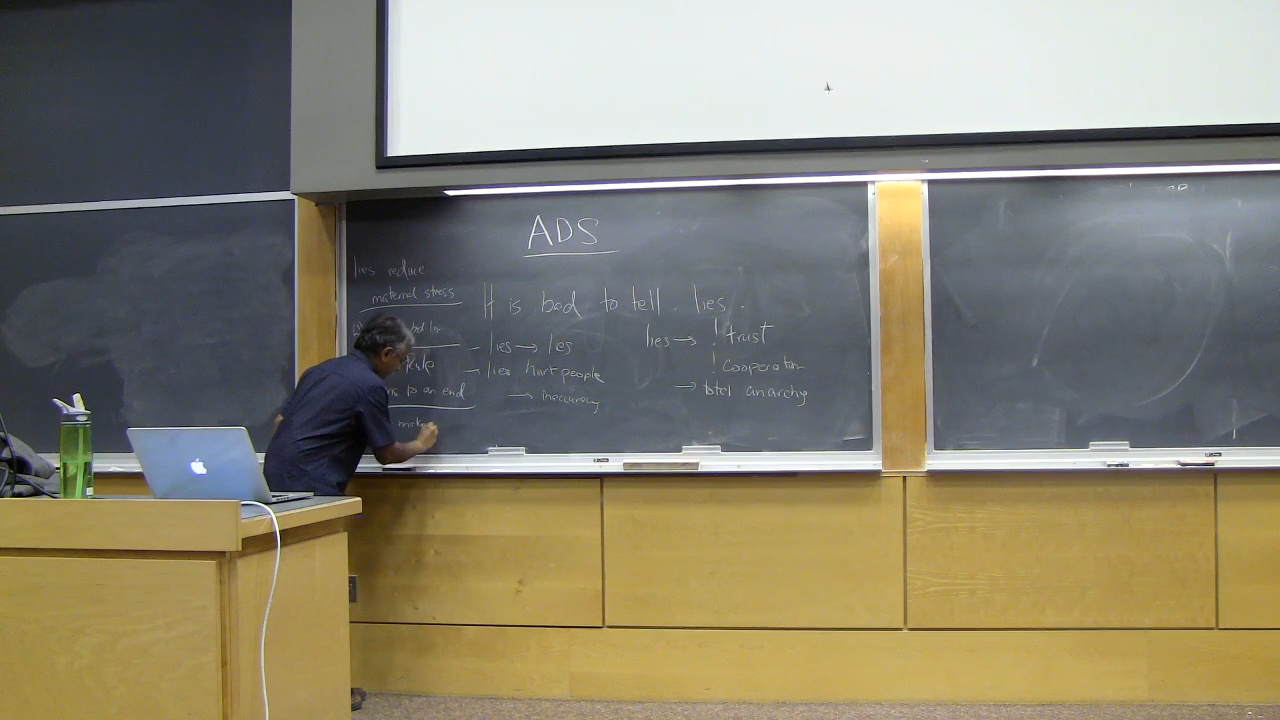 ADS
lies reduce
maternal stress
It is bad to tell lies.
- lies → lies
- lies hurt people
→ inaccuracy
to an end
make
lies → ! trust
! cooperation
→ total anarchy